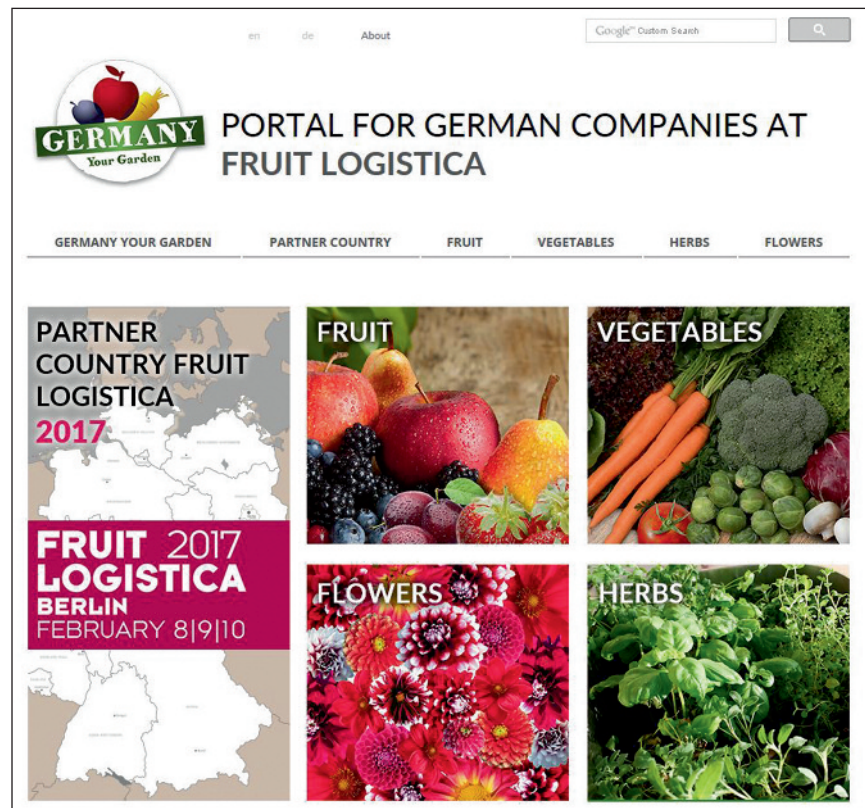 en de About
Google™ Custom Search
GERMANY
Your Garden
PORTAL FOR GERMAN COMPANIES AT
FRUIT LOGISTICA
GERMANY YOUR GARDEN PARTNER COUNTRY FRUIT VEGETABLES HERBS FLOWERS
PARTNER
COUNTRY FRUIT
LOGISTICA
2017
FRUIT 2017
LOGISTICA
BERLIN
FEBRUARY 8|9|10
FRUIT
VEGETABLES
FLOWERS
HERBS